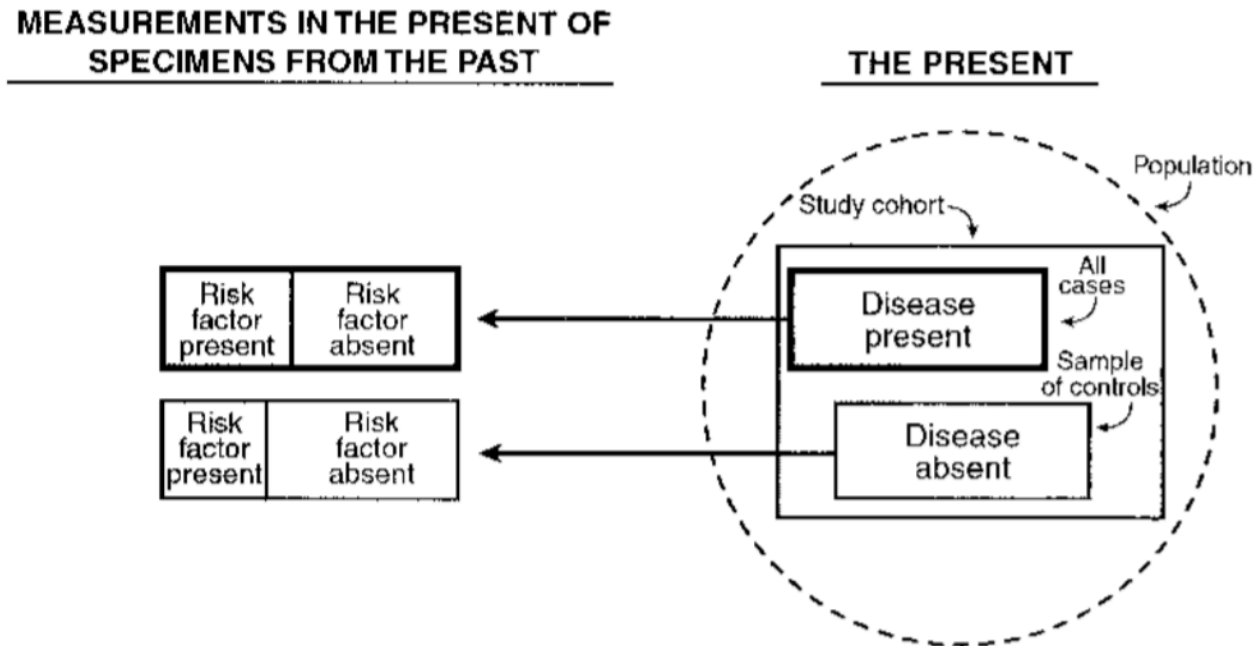 MEASUREMENTS IN THE PRESENT OF
SPECIMENS FROM THE PAST
THE PRESENT
Population
Study cohort
All
cases
Risk
factor
present
Risk
factor
absent
Disease
present
Sample
of controls
Risk
factor
present
Risk
factor
absent
Disease
absent